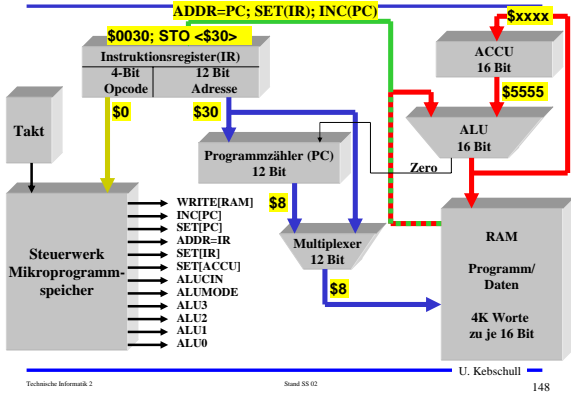 ADDR=PC; SET(IR); INC(PC)
$0030; STO <$30>
$xxxx
Instruktionsregister(IR)
4-Bit 12 Bit
Opcode Adresse
ACCU
16 Bit
$0
$30
$5555
Takt
ALU
16 Bit
Programmzähler (PC)
12 Bit
Zero
$8
WRITE[RAM]
INC[PC]
SET[PC]
ADDR=IR
SET[IR]
SET[ACCU]
ALUCIN
ALUMODE
ALU3
ALU2
ALU1
ALU0
Steuerwerk
Mikroprogramm-
speicher
Multiplexer
12 Bit
$8
RAM
Programm/
Daten
4K Worte
zu je 16 Bit
U. Kebschull
Technische Informatik 2
Stand SS 02
148